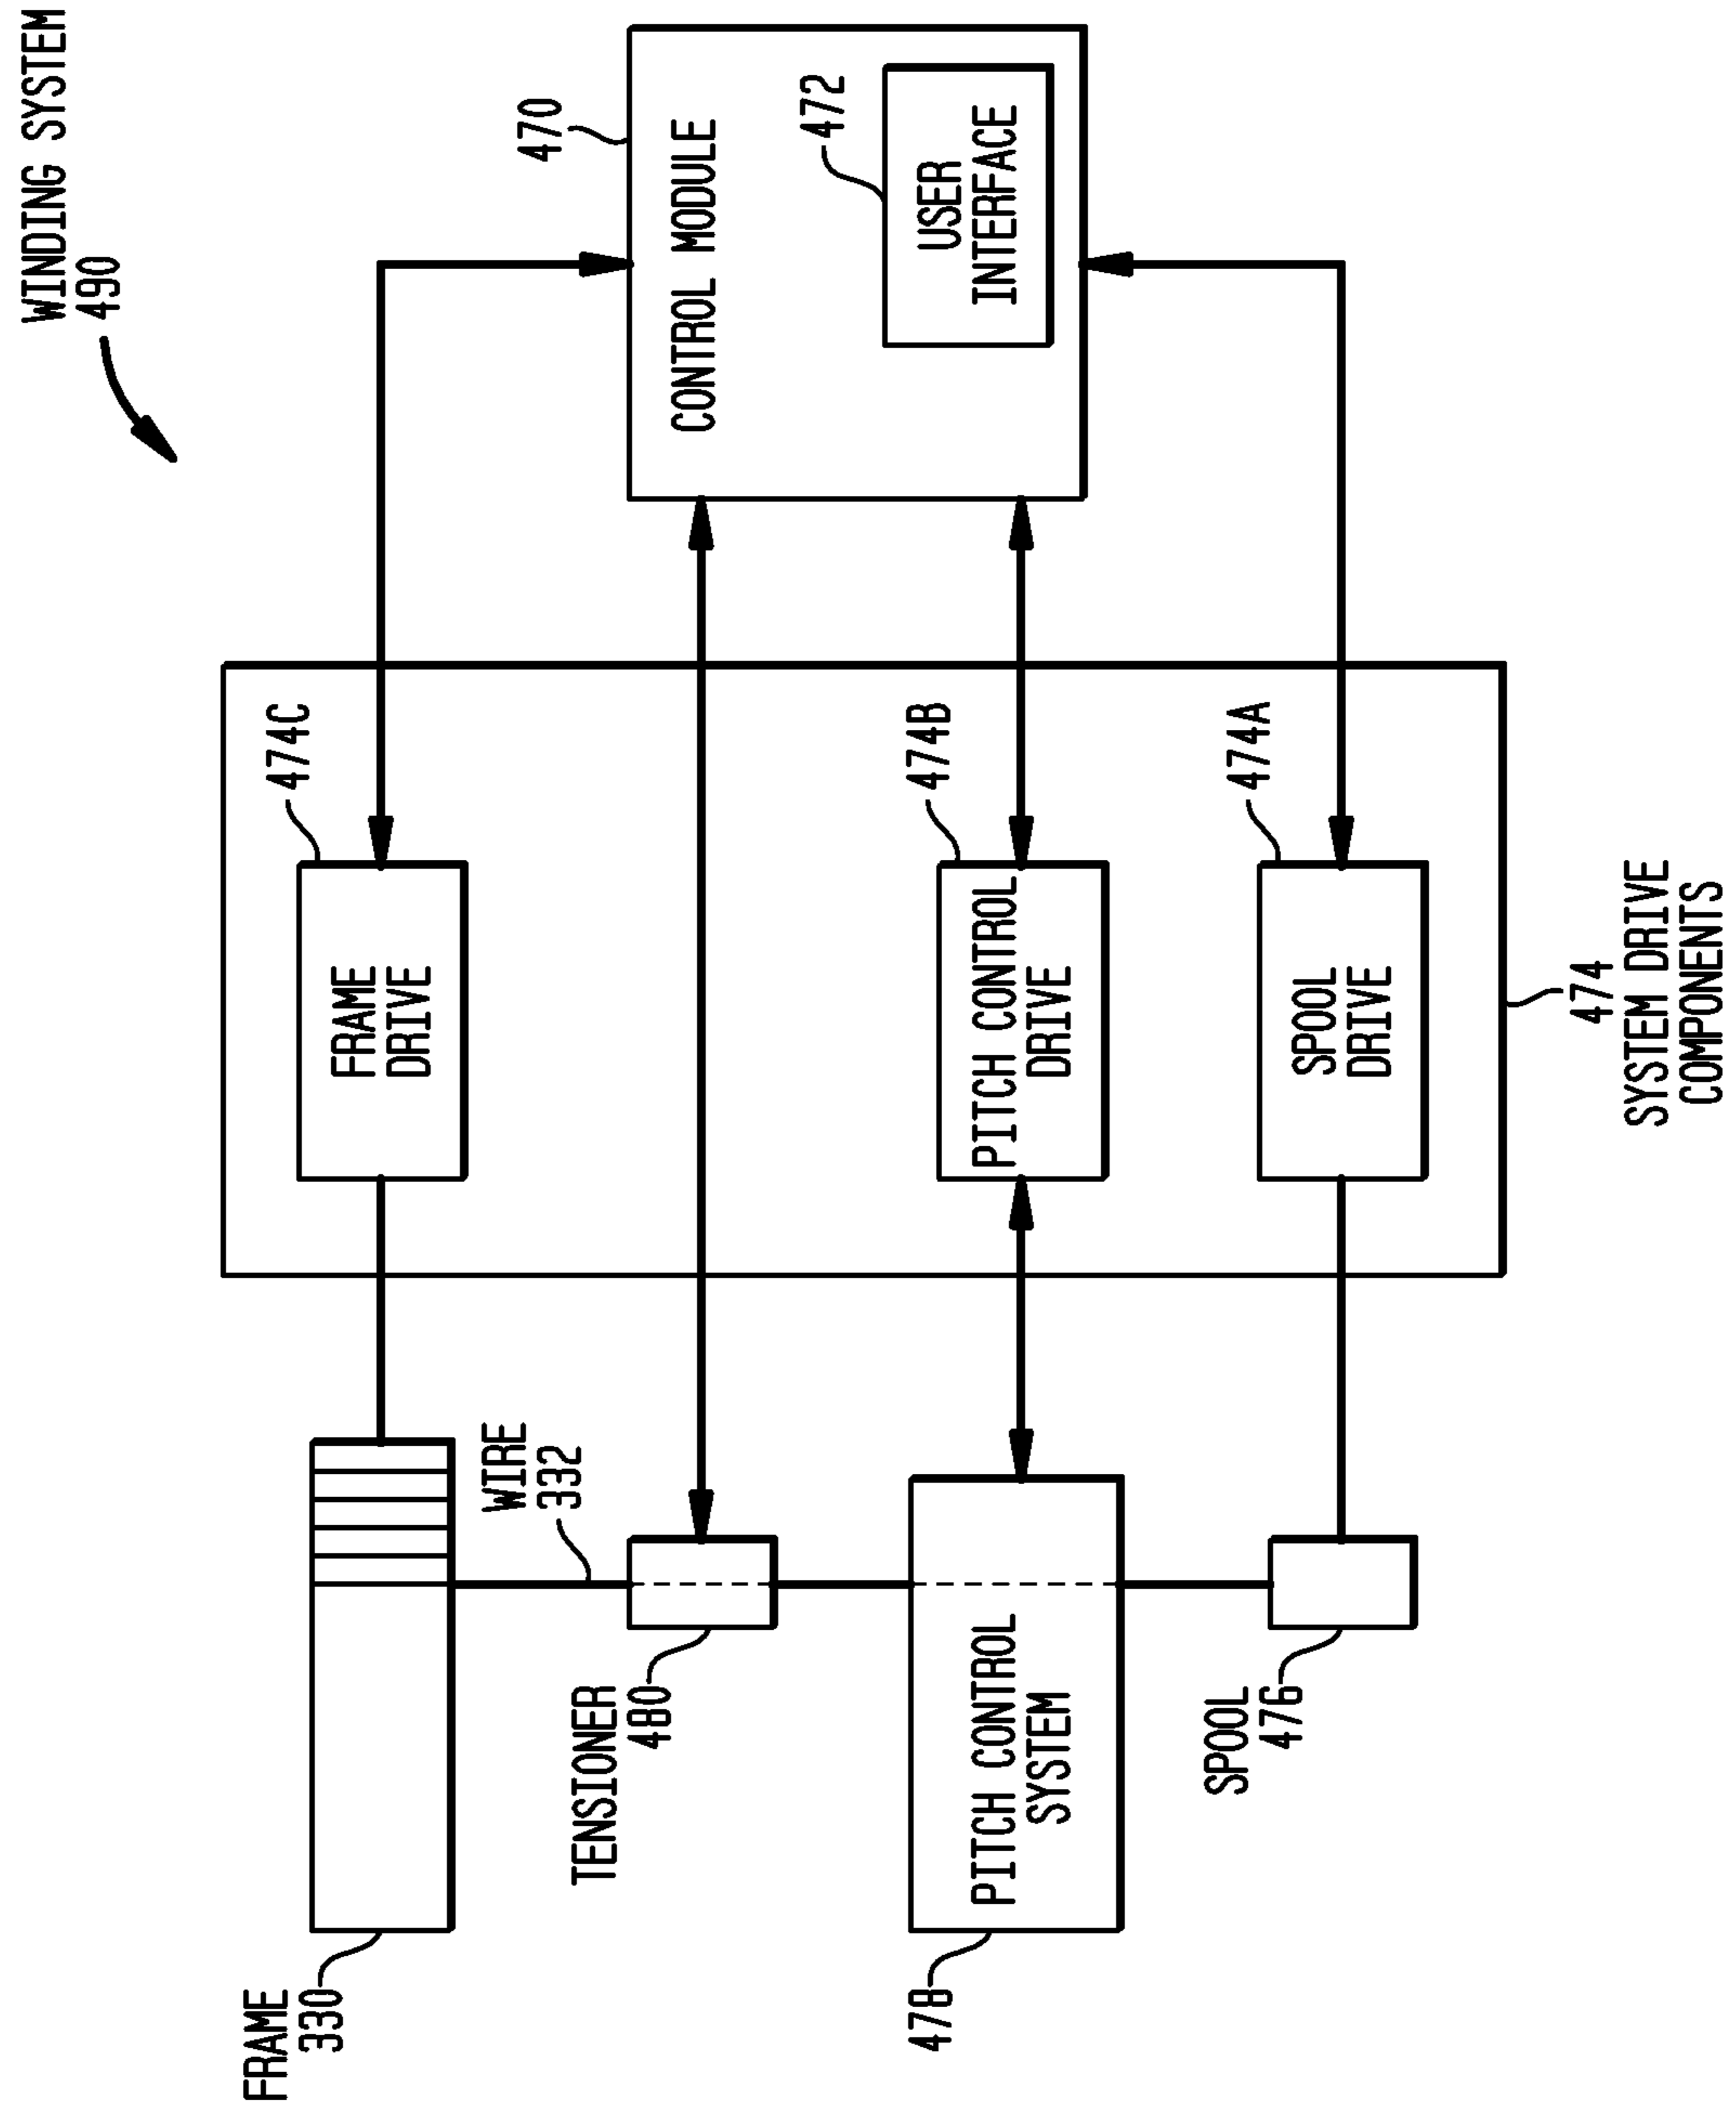 WINDING SYSTEM
490
FRAME
330
FRAME
DRIVE
474C
WIRE
332
TENSIONER
480
470
CONTROL MODULE
472
USER
INTERFACE
478
PITCH CONTROL
SYSTEM
PITCH CONTROL
DRIVE
474B
SPOOL
476
SPOOL
DRIVE
474A
474
SYSTEM DRIVE
COMPONENTS